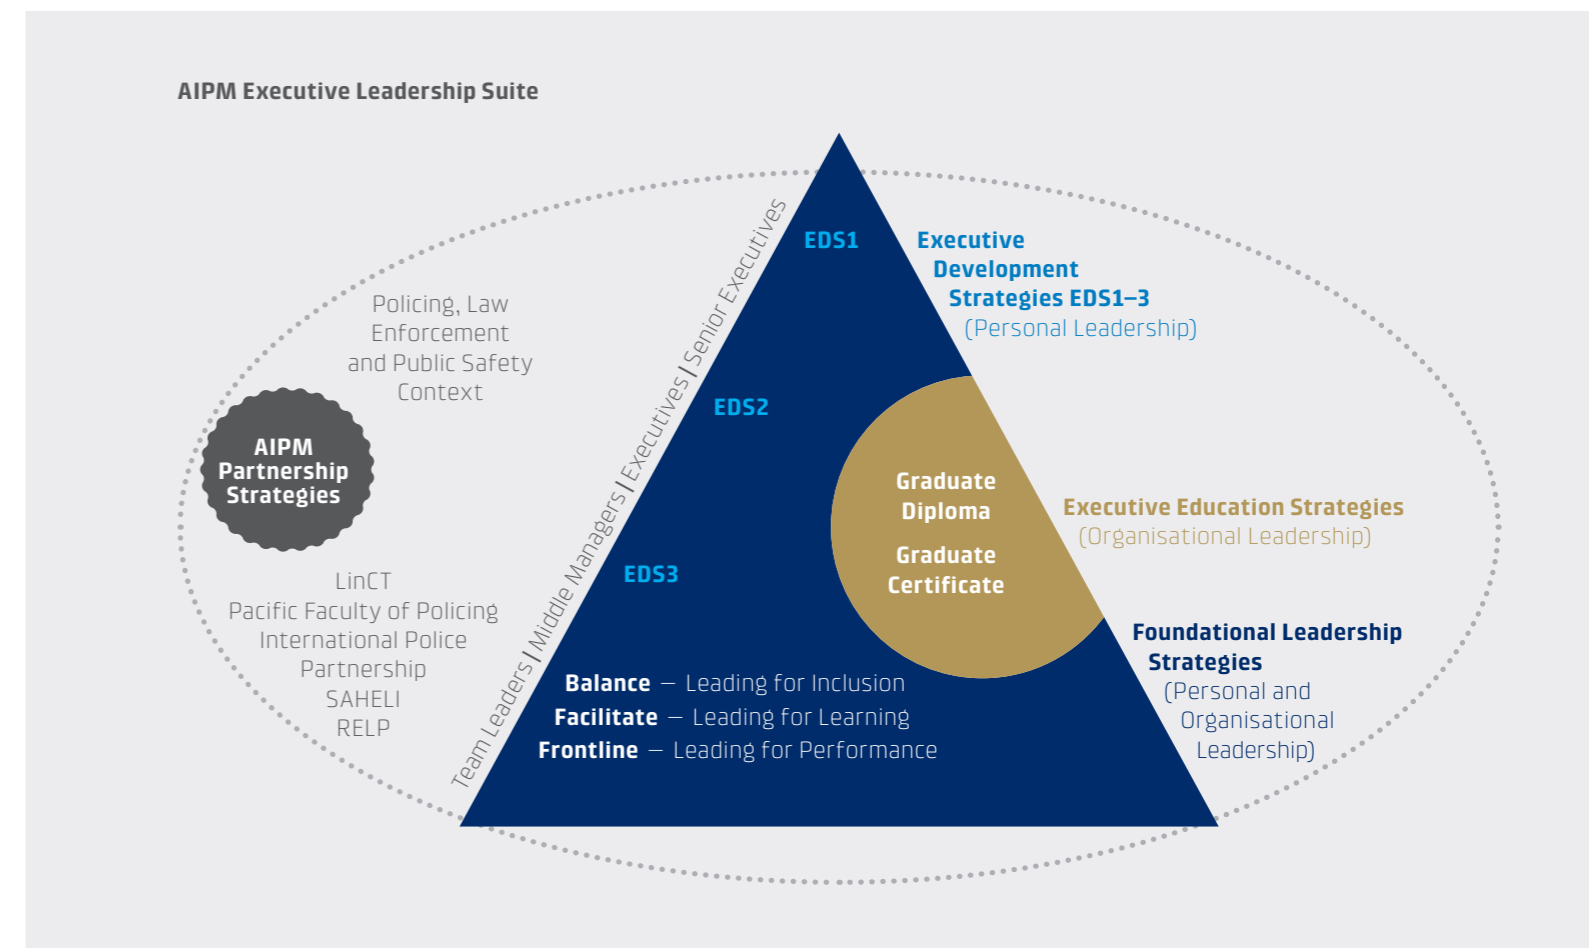 AIPM Executive Leadership Suite
Policing, Law
Enforcement
and Public Safety
Context
AIPM
Partnership
Strategies
LinCT
Pacific Faculty of Policing
International Police
Partnership
SAHELI
RELP
Team Leaders | Middle Managers | Executives | Senior Executives
EDS1
EDS2
EDS3
Balance – Leading for Inclusion
Facilitate – Leading for Learning
Frontline – Leading for Performance
Graduate
Diploma
Graduate
Certificate
Executive
Development
Strategies EDS1–3
(Personal Leadership)
Executive Education Strategies
(Organisational Leadership)
Foundational Leadership
Strategies
(Personal and
Organisational
Leadership)